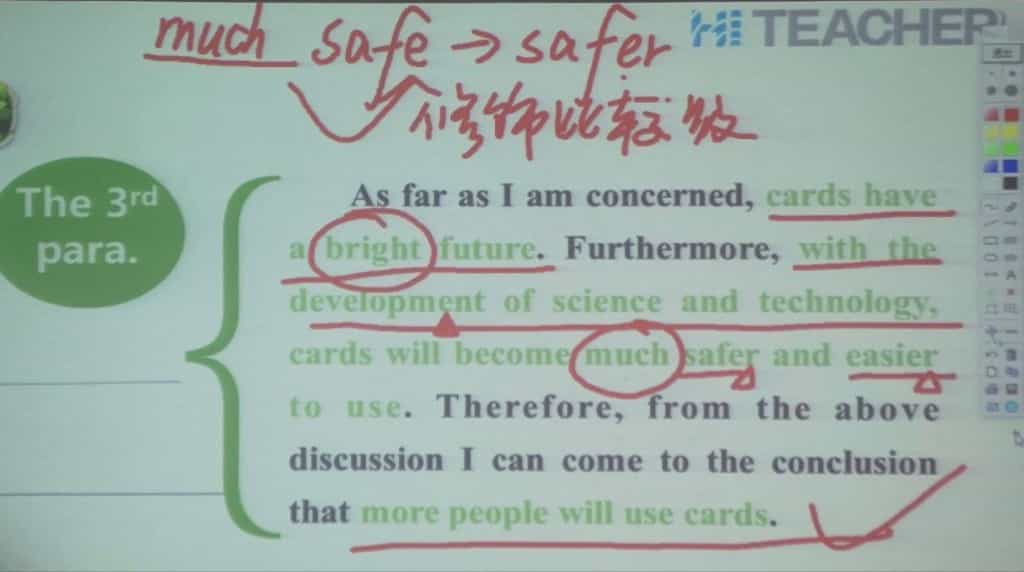 much safe → safer
HI TEACHER
修饰比较级
The 3rd
para.
As far as I am concerned, cards have
a bright future. Furthermore, with the
development of science and technology,
cards will become much safer and easier
to use. Therefore, from the above
discussion I can come to the conclusion
that more people will use cards.